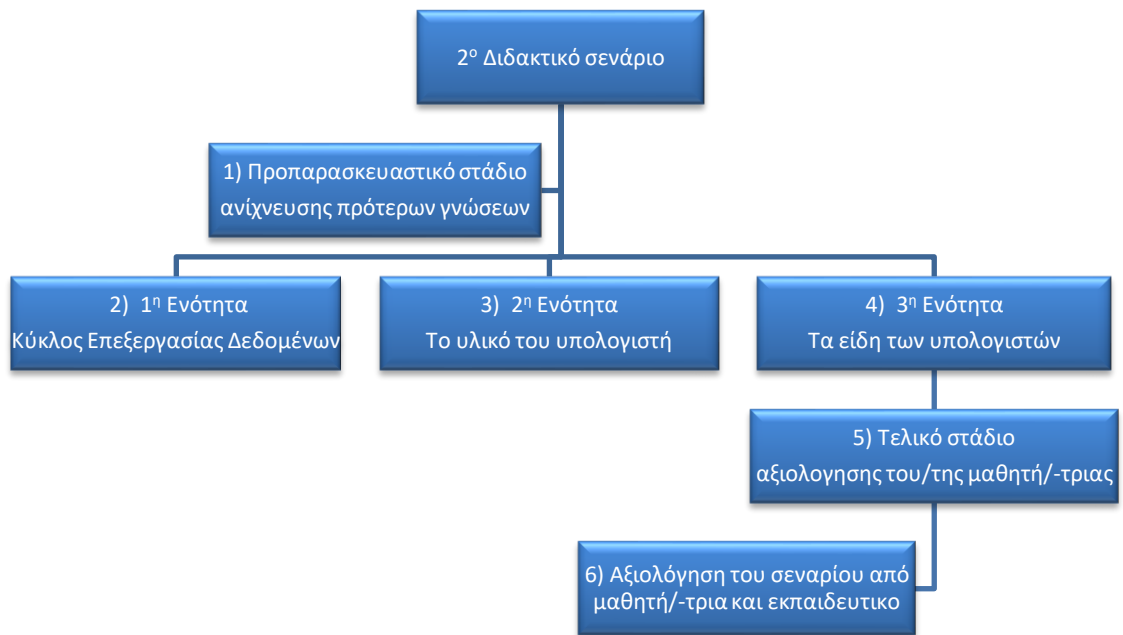 2ο Διδακτικό σενάριο
1) Προπαρασκευαστικό στάδιο
ανίχνευσης πρότερων γνώσεων
2) 1η Ενότητα
Κύκλος Επεξεργασίας Δεδομένων
3) 2η Ενότητα
Το υλικό του υπολογιστή
4) 3η Ενότητα
Τα είδη των υπολογιστών
5) Τελικό στάδιο
αξιολογησης του/της μαθητή/-τριας
6) Αξιολόγηση του σεναρίου από
μαθητή/-τρια και εκπαιδευτικο